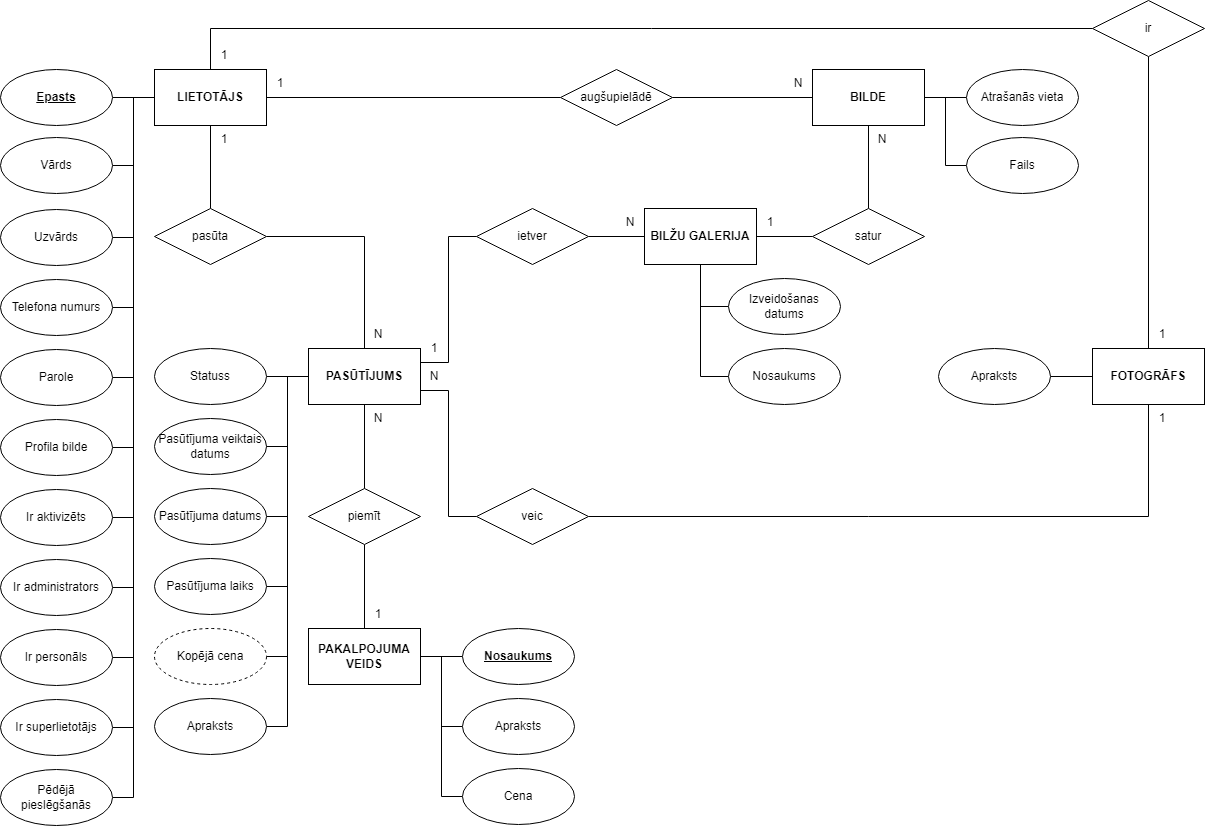 ir
1
1
N
Epasts
LIETOTĀJS
augšupielādē
BILDE
Atrašanās vieta
1
N
Vārds
Fails
N
1
Uzvārds
pasūta
ietver
BILŽU GALERIJA
satur
Telefona numurs
Izveidošanas
datums
N
1
1
Parole
Statuss
PASŪTĪJUMS
N
Nosaukums
Apraksts
FOTOGRĀFS
N
1
Profila bilde
Pasūtījuma veiktais
datums
Ir aktivizēts
Pasūtījuma datums
piemīt
veic
Ir administrators
Pasūtījuma laiks
1
Ir personāls
Kopējā cena
PAKALPOJUMA
VEIDS
Nosaukums
Ir superlietotājs
Apraksts
Apraksts
Pēdējā
pieslēgšanās
Cena